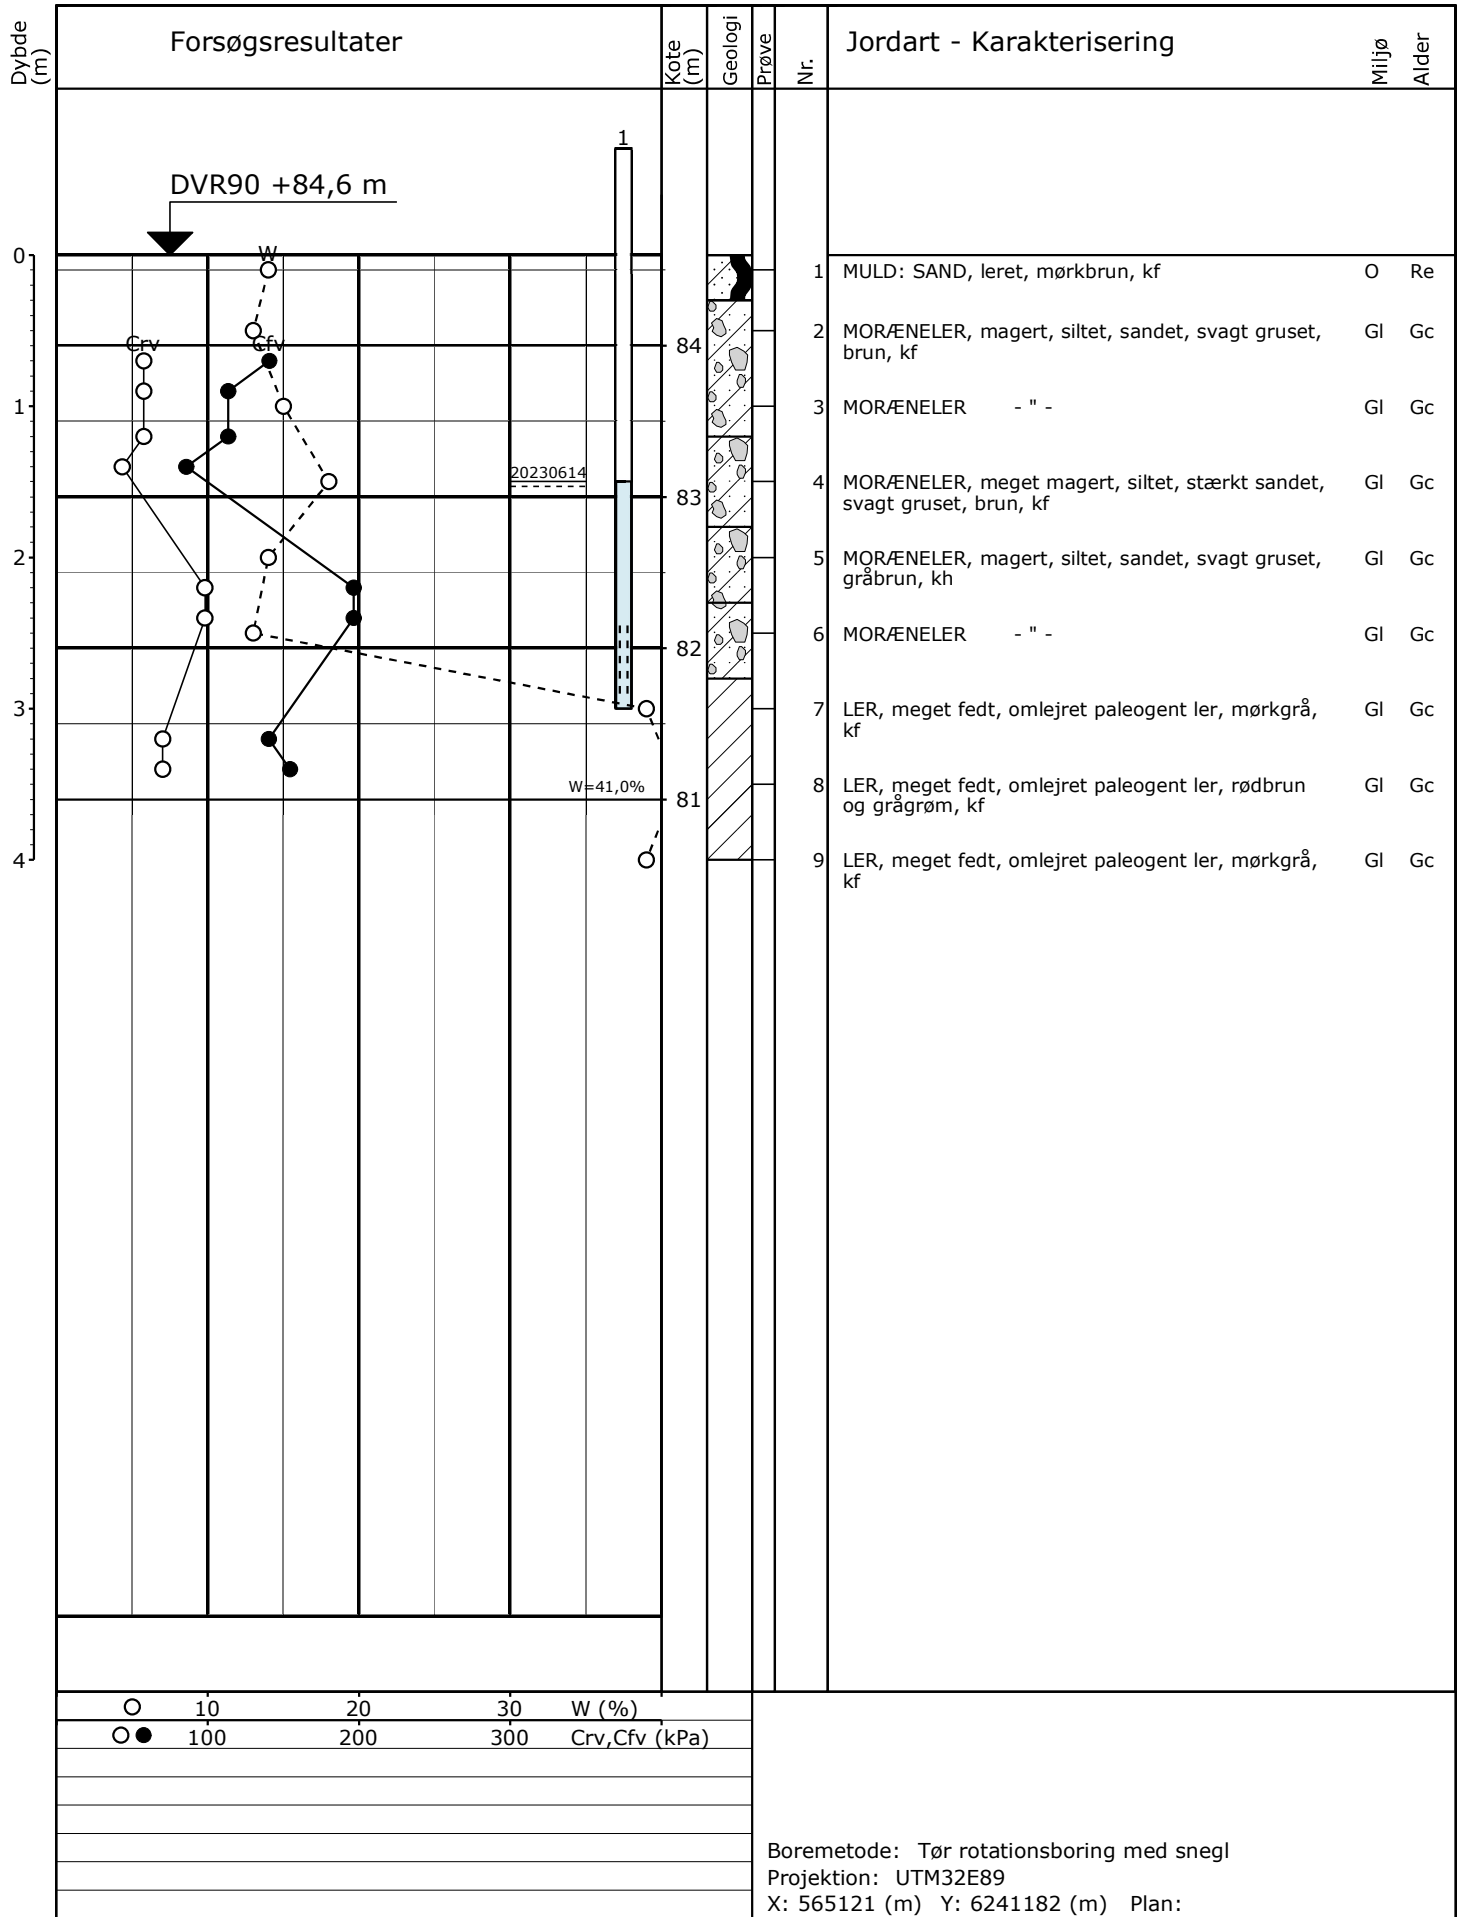 Dybde (m)
Forsøgsresultater
Kote (m)
Geologi
Prøve
Nr.
Jordart - Karakterisering
Miljø
Alder
1
DVR90 +84,6 m
0
W
1 MULD: SAND, leret, mørkbrun, kf O Re
Crv
Cfv
84
2 MORÆNELER, magert, siltet, sandet, svagt gruset,
brun, kf
Gl Gc
1
3 MORÆNELER - " - Gl Gc
20230614
83
4 MORÆNELER, meget magert, siltet, stærkt sandet,
svagt gruset, brun, kf
Gl Gc
2
5 MORÆNELER, magert, siltet, sandet, svagt gruset,
gråbrun, kh
Gl Gc
82
6 MORÆNELER - " - Gl Gc
3
7 LER, meget fedt, omlejret paleogent ler, mørkgrå,
kf
Gl Gc
W=41,0%
81
8 LER, meget fedt, omlejret paleogent ler, rødbrun
og grågrøm, kf
Gl Gc
4
9 LER, meget fedt, omlejret paleogent ler, mørkgrå,
kf
Gl Gc
10 20 30 W (%)
100 200 300 Crv,Cfv (kPa)
Boremetode: Tør rotationsboring med snegl
Projektion: UTM32E89
X: 565121 (m) Y: 6241182 (m) Plan: